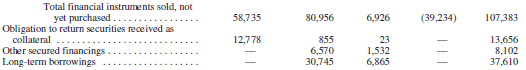 Total financial instruments sold, not
yet purchased . . . . . . . . . . . . . . . . . . 58,735 80,956 6,926 (39,234) 107,383
Obligation to return securities received as
collateral . . . . . . . . . . . . . . . . . . . . . . 12,778 855 23 — 13,656
Other secured financings . . . . . . . . . . . . . . . . — 6,570 1,532 — 8,102
Long-term borrowings . . . . . . . . . . . . . . . . . . — 30,745 6,865 — 37,610